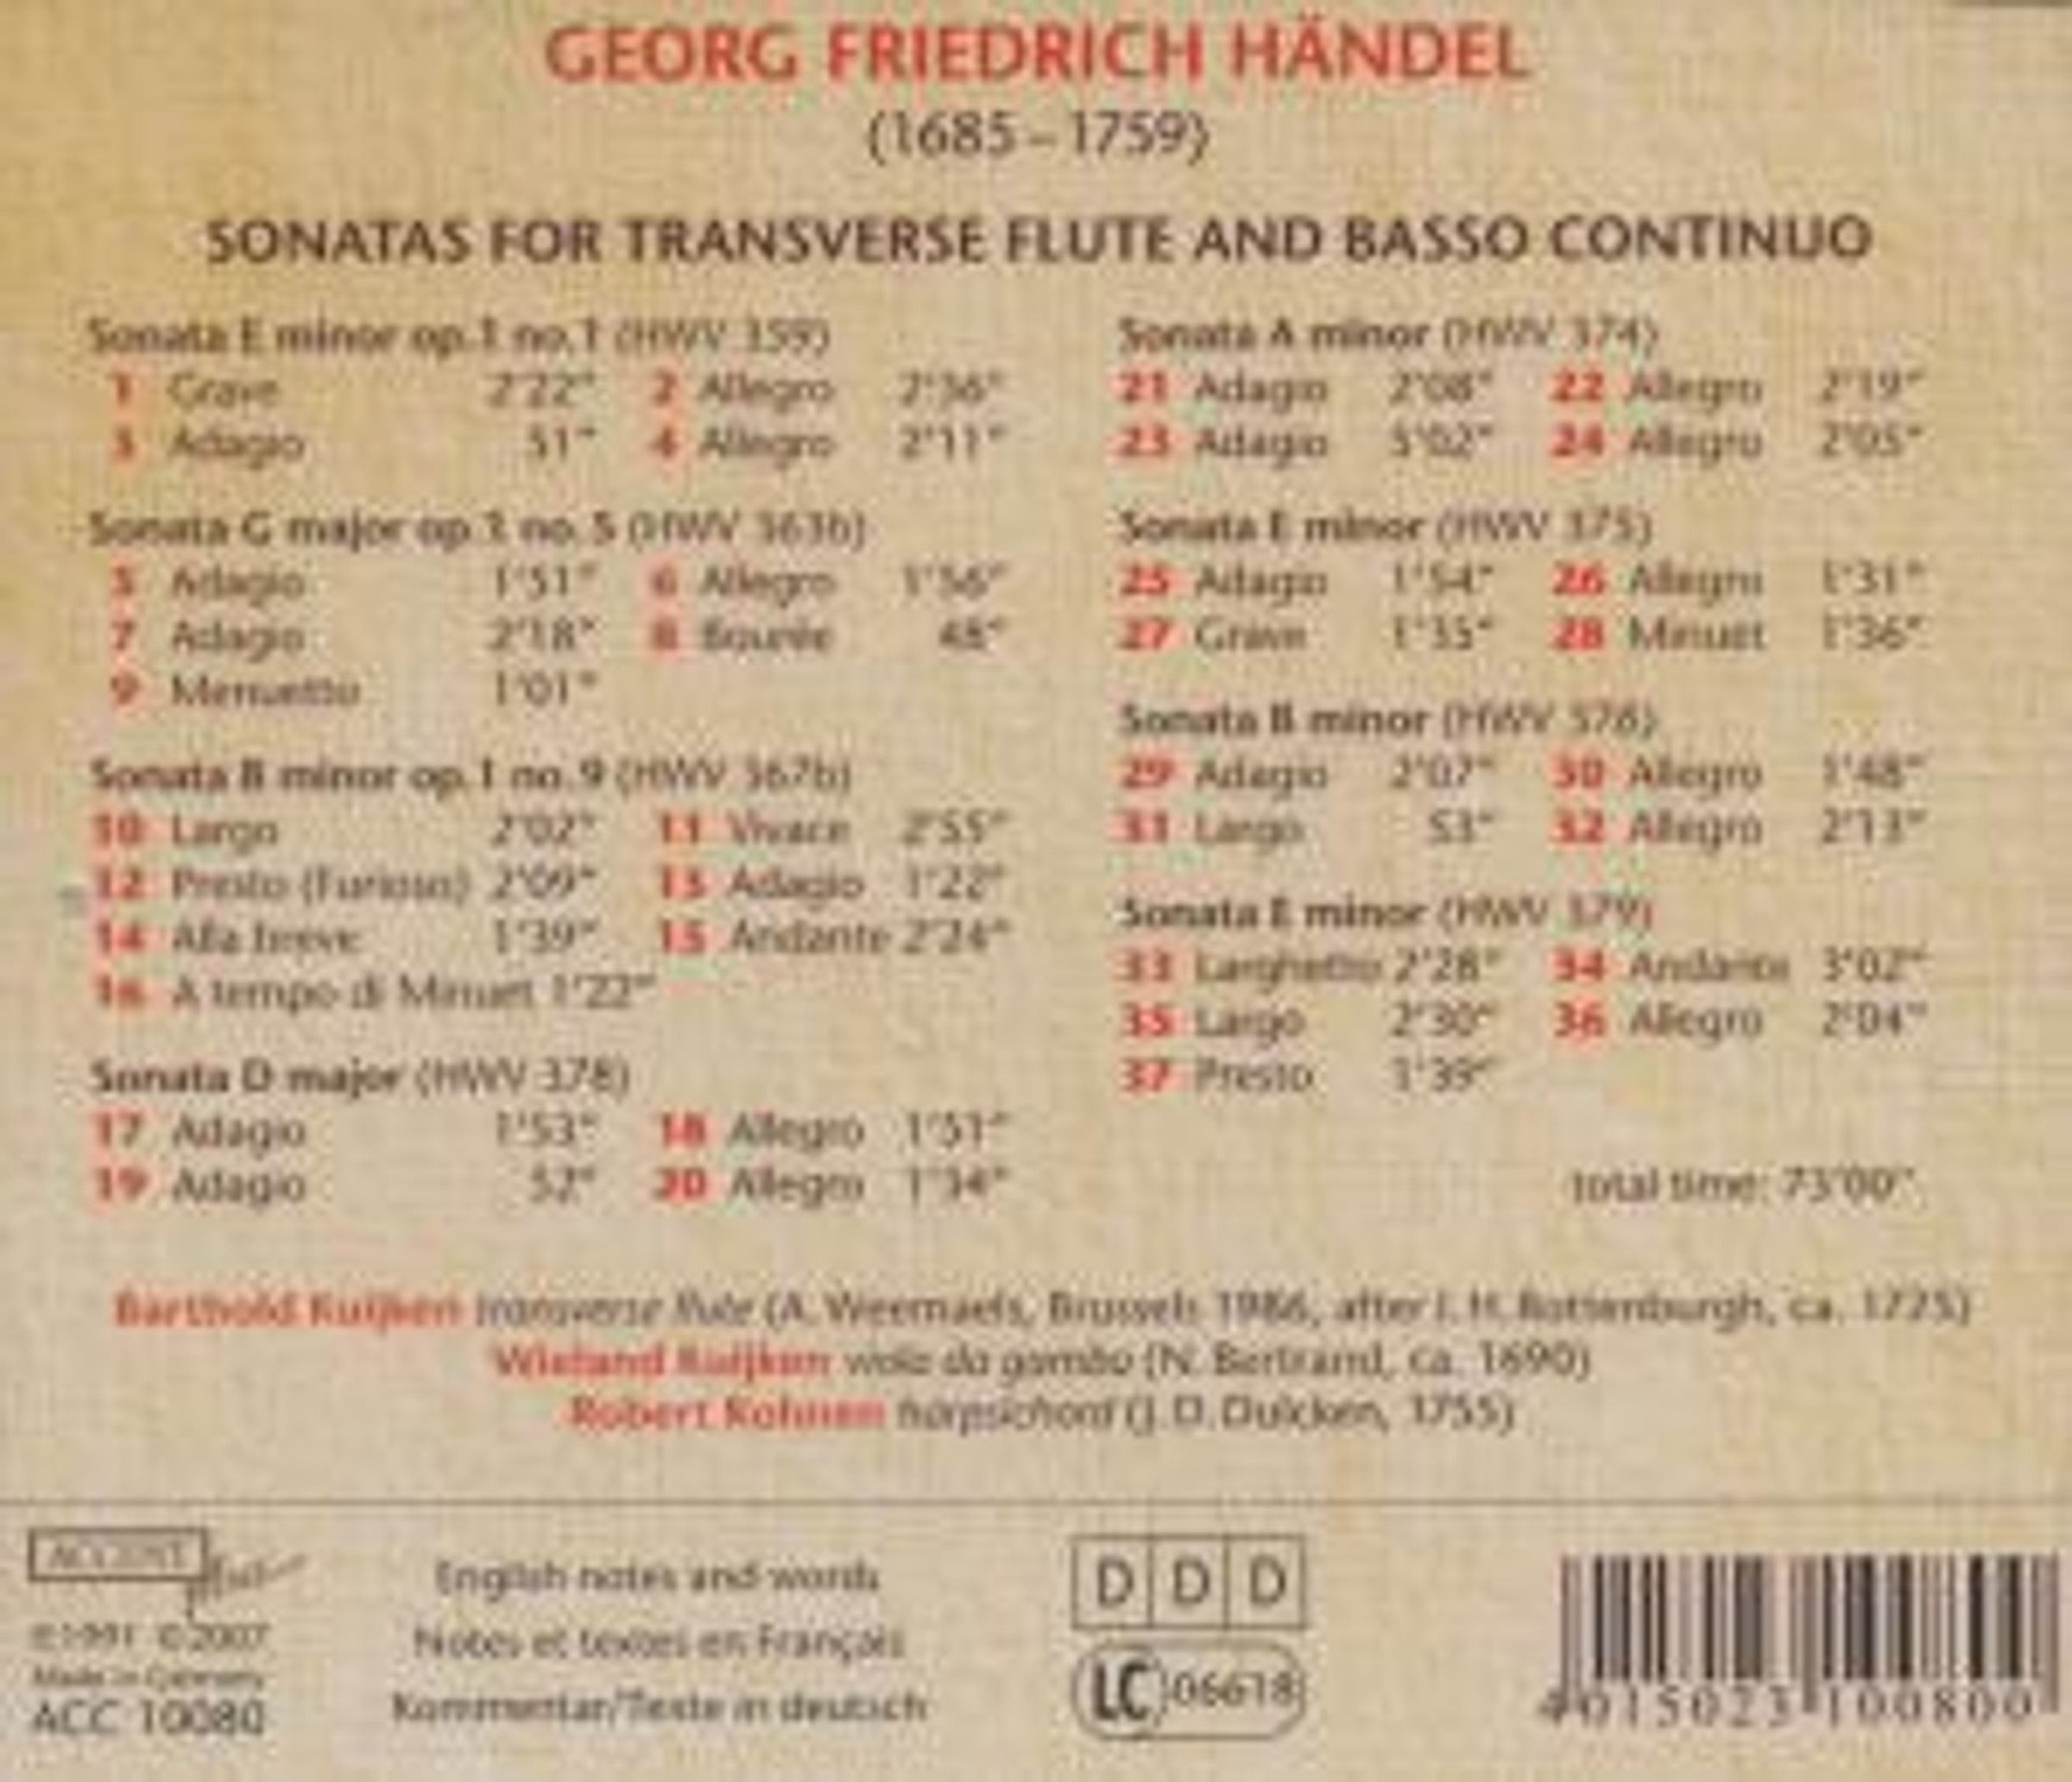 GEORG FRIEDRICH HÄNDEL
(1685–1759)
SONATAS FOR TRANSVERSE FLUTE AND BASSO CONTINUO
Sonata E minor op.1 no.1 (HWV 359)
1 Grave 2'22" 2 Allegro 2'36"
3 Adagio 51" 4 Allegro 2'11"
Sonata G major op.1 no.5 (HWV 363b)
5 Adagio 1'51" 6 Allegro 1'56"
7 Adagio 2'18" 8 Bourée 48"
9 Menuetto 1'01"
Sonata B minor op.1 no.9 (HWV 367b)
10 Largo 2'02" 11 Vivace 2'55"
12 Presto (Furioso) 2'09" 13 Adagio 1'22"
14 Alla breve 1'39" 15 Andante 2'24"
16 A tempo di Minuet 1'22"
Sonata D major (HWV 378)
17 Adagio 1'53" 18 Allegro 1'51"
19 Adagio 52" 20 Allegro 1'34"
Sonata A minor (HWV 374)
21 Adagio 2'08" 22 Allegro 2'19"
23 Adagio 22 Allegro 2'05"
Sonata E minor (HWV 375)
25 Adagio 1'54" 26 Allegro 1'31"
27 Grave 1'35" 28 Minuet 1'36"
Sonata B minor (HWV 376)
29 Adagio 2'07" 30 Allegro 1'48"
31 Largo 53" 32 Allegro 2'13"
Sonata E minor (HWV 379)
33 Larghetto 2'28" 34 Andante 3'02"
35 Largo 2'30" 36 Allegro 2'04"
37 Presto 1'39"
total time: 73'00"
Barthold Kuijken transverse flute (A. Weemaels, Brussels 1986, after I. H. Rottenburgh, ca. 1725)
Wieland Kuijken viola da gamba (N. Bertrand, ca. 1690)
Robert Kohnen harpsichord (J. D. Dulcken, 1755)
ACCENT plus
℗1991 ©2007
Made in Germany
ACC 10080
English notes and words
Notes et textes en Français
Kommentar/Texte in deutsch
D D D
LC 06618
4 015023 100800